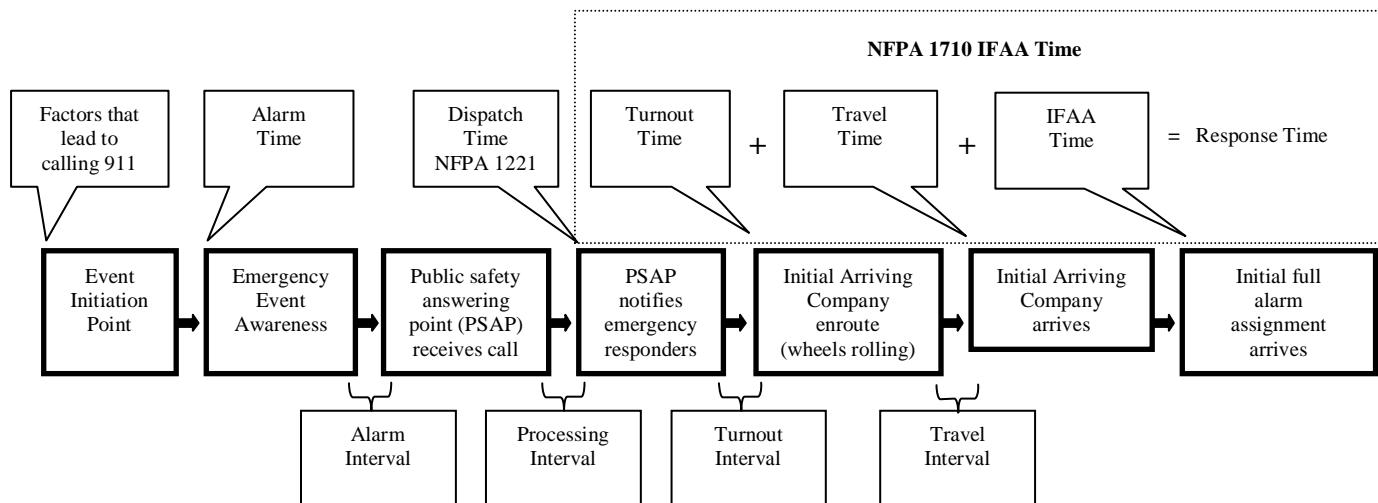 NFPA 1710 IFAA Time
Factors that
lead to
calling 911
Alarm
Time
Dispatch
Time
NFPA 1221
Turnout
Time
+
Travel
Time
+
IFAA
Time
= Response Time
Event
Initiation
Point
Emergency
Event
Awareness
Public safety
answering
point (PSAP)
receives call
PSAP
notifies
emergency
responders
Initial Arriving
Company
enroute
(wheels rolling)
Initial Arriving
Company
arrives
Initial full
alarm
assignment
arrives
Alarm
Interval
Processing
Interval
Turnout
Interval
Travel
Interval